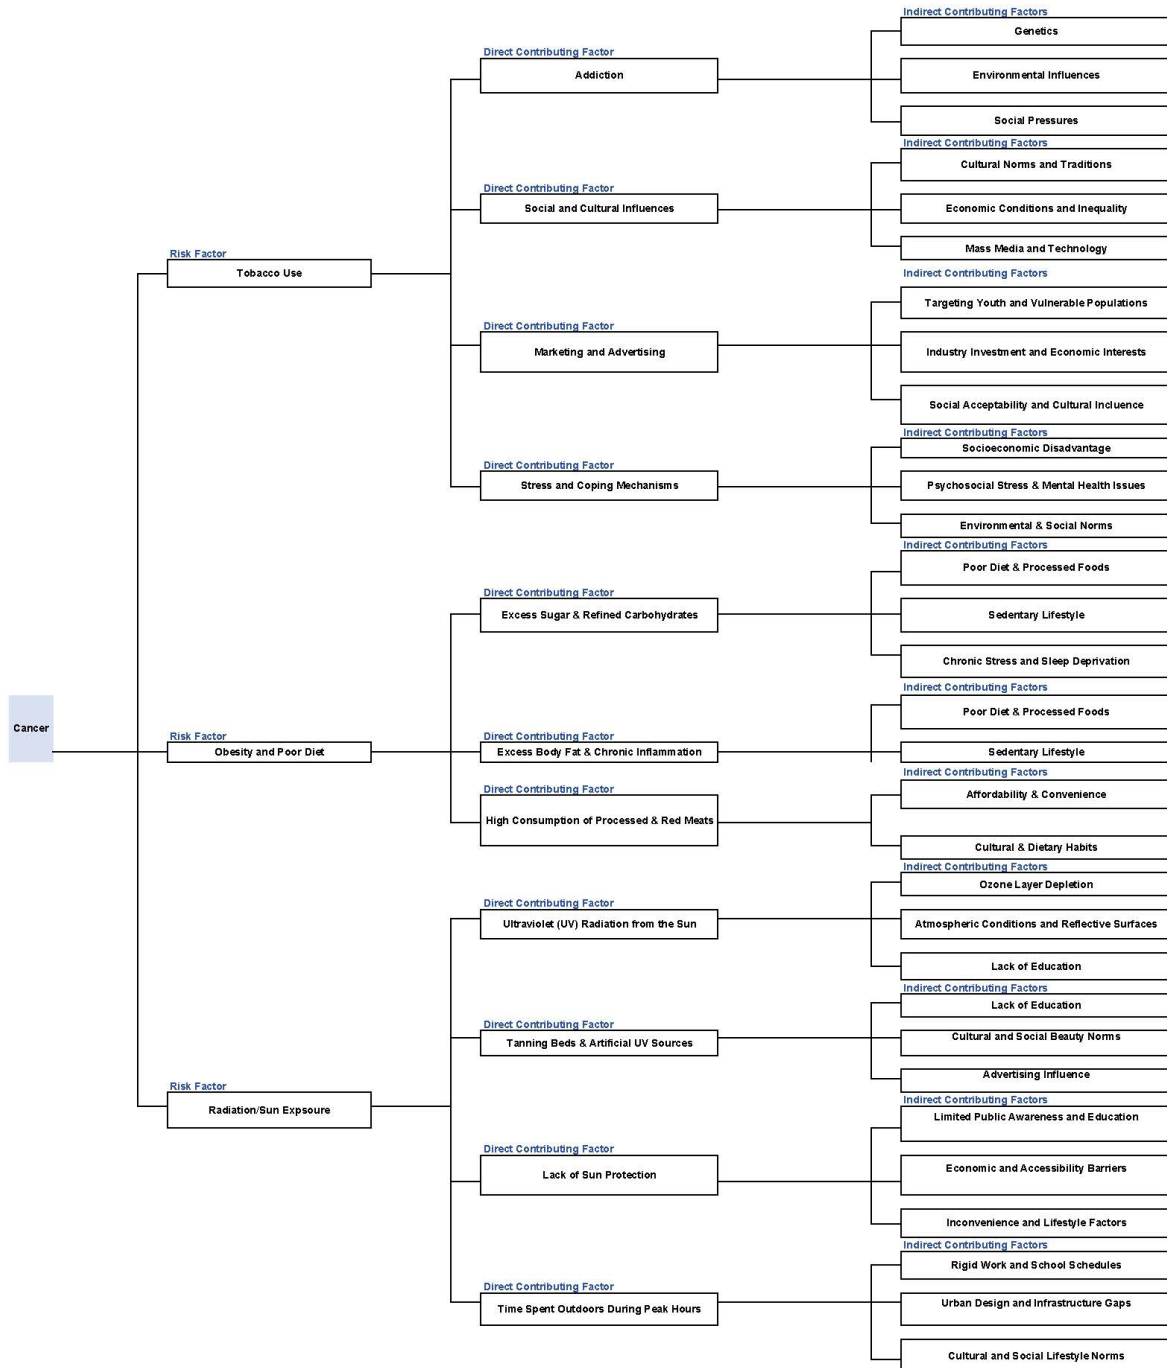 Indirect Contributing Factors
Genetics
Direct Contributing Factor
Addiction
Environmental Influences
Social Pressures
Indirect Contributing Factors
Cultural Norms and Traditions
Direct Contributing Factor
Social and Cultural Influences
Economic Conditions and Inequality
Mass Media and Technology
Risk Factor
Tobacco Use
Indirect Contributing Factors
Targeting Youth and Vulnerable Populations
Direct Contributing Factor
Marketing and Advertising
Industry Investment and Economic Interests
Social Acceptability and Cultural Incluence
Indirect Contributing Factors
Socioeconomic Disadvantage
Direct Contributing Factor
Stress and Coping Mechanisms
Psychosocial Stress & Mental Health Issues
Environmental & Social Norms
Indirect Contributing Factors
Poor Diet & Processed Foods
Direct Contributing Factor
Excess Sugar & Refined Carbohydrates
Sedentary Lifestyle
Chronic Stress and Sleep Deprivation
Indirect Contributing Factors
Poor Diet & Processed Foods
Cancer
Risk Factor
Obesity and Poor Diet
Direct Contributing Factor
Excess Body Fat & Chronic Inflammation
Sedentary Lifestyle
Indirect Contributing Factors
Affordability & Convenience
Direct Contributing Factor
High Consumption of Processed & Red Meats
Cultural & Dietary Habits
Indirect Contributing Factors
Ozone Layer Depletion
Direct Contributing Factor
Ultraviolet (UV) Radiation from the Sun
Atmospheric Conditions and Reflective Surfaces
Lack of Education
Indirect Contributing Factors
Lack of Education
Direct Contributing Factor
Tanning Beds & Artificial UV Sources
Cultural and Social Beauty Norms
Advertising Influence
Risk Factor
Radiation/Sun Expsoure
Indirect Contributing Factors
Limited Public Awareness and Education
Direct Contributing Factor
Lack of Sun Protection
Economic and Accessibility Barriers
Inconvenience and Lifestyle Factors
Indirect Contributing Factors
Rigid Work and School Schedules
Direct Contributing Factor
Time Spent Outdoors During Peak Hours
Urban Design and Infrastructure Gaps
Cultural and Social Lifestyle Norms